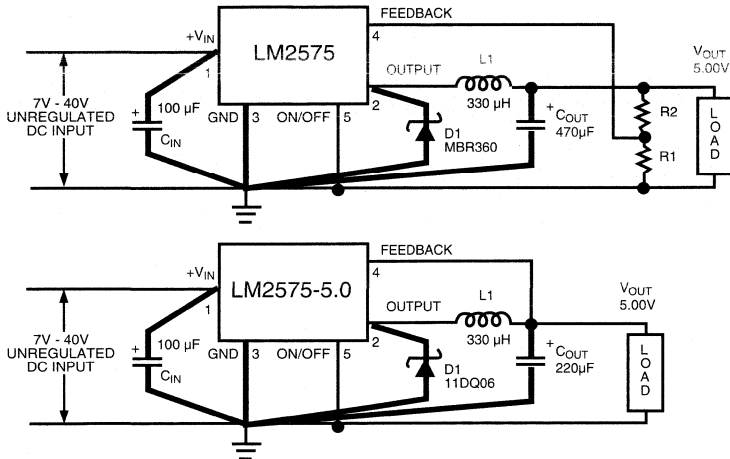 FEEDBACK
+VIN
4
LM2575
L1
VOUT
5.00V
1
OUTPUT
2
7V - 40V
UNREGULATED
DC INPUT
+
100 µF
CIN
GND
3
ON/OFF
5
330 µH
D1
MBR360
+
COUT
470µF
R2
R1
LOAD
FEEDBACK
+VIN
4
LM2575-5.0
L1
VOUT
5.00V
1
OUTPUT
2
7V - 40V
UNREGULATED
DC INPUT
+
100 µF
CIN
GND
3
ON/OFF
5
330 µH
D1
11DQ06
+
COUT
220µF
LOAD